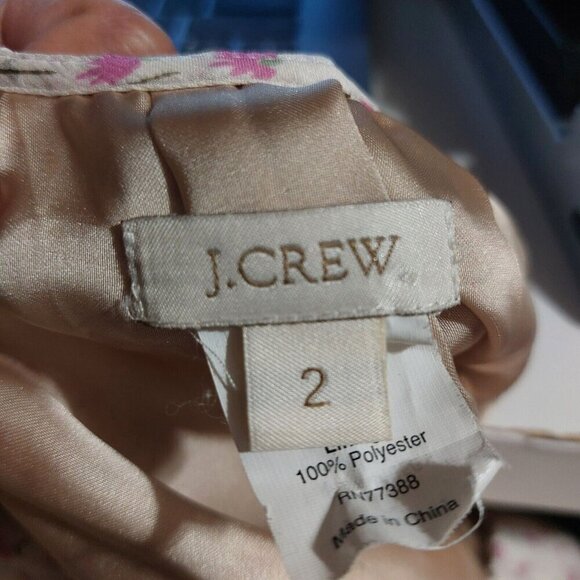 J.CREW
2
100% Polyester
RN77388
Made in China